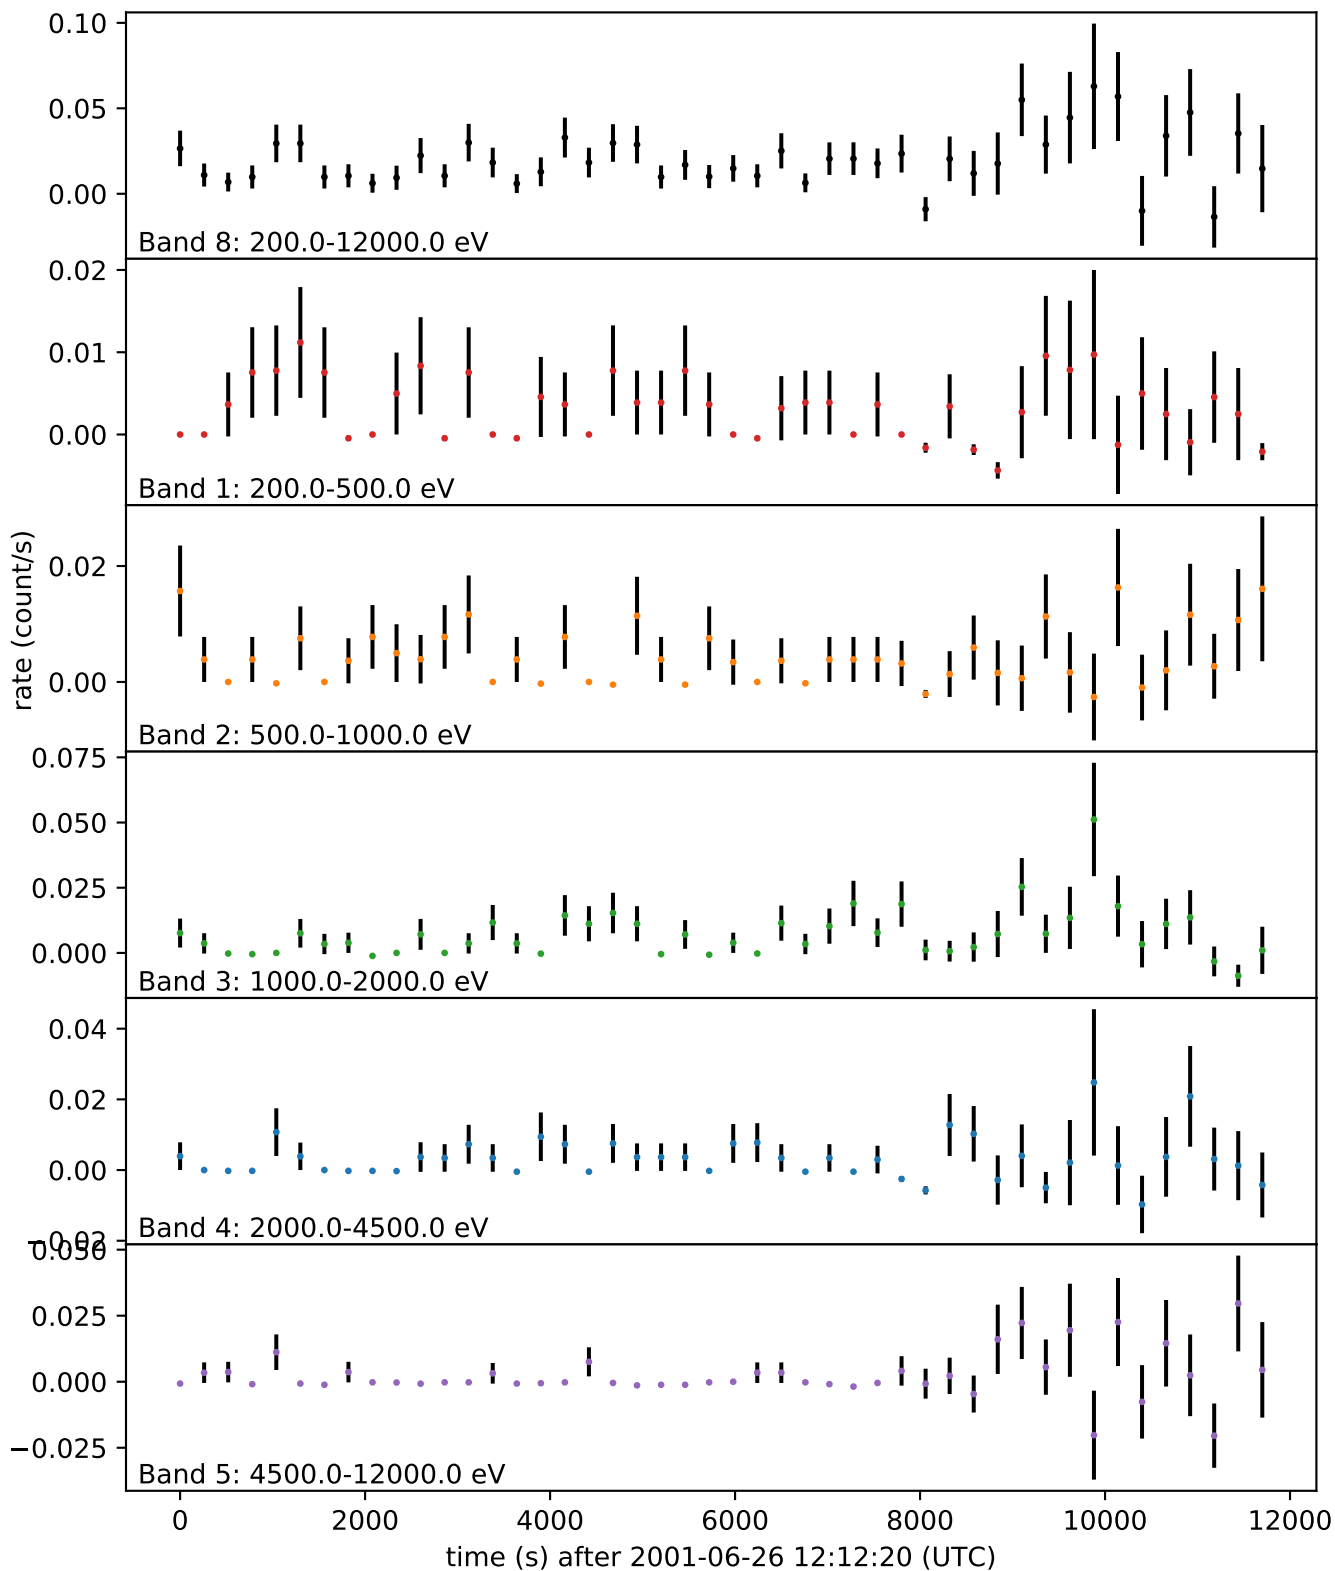 0.10
0.05
0.00
Band 8: 200.0-12000.0 eV
0.02
0.01
0.00
Band 1: 200.0-500.0 eV
rate (count/s)
0.02
0.00
Band 2: 500.0-1000.0 eV
0.075
0.050
0.025
0.000
Band 3: 1000.0-2000.0 eV
0.04
0.02
0.00
Band 4: 2000.0-4500.0 eV
−0.02
0.050
0.025
0.000
−0.025
Band 5: 4500.0-12000.0 eV
0 2000 4000 6000 8000 10000 12000
time (s) after 2001-06-26 12:12:20 (UTC)